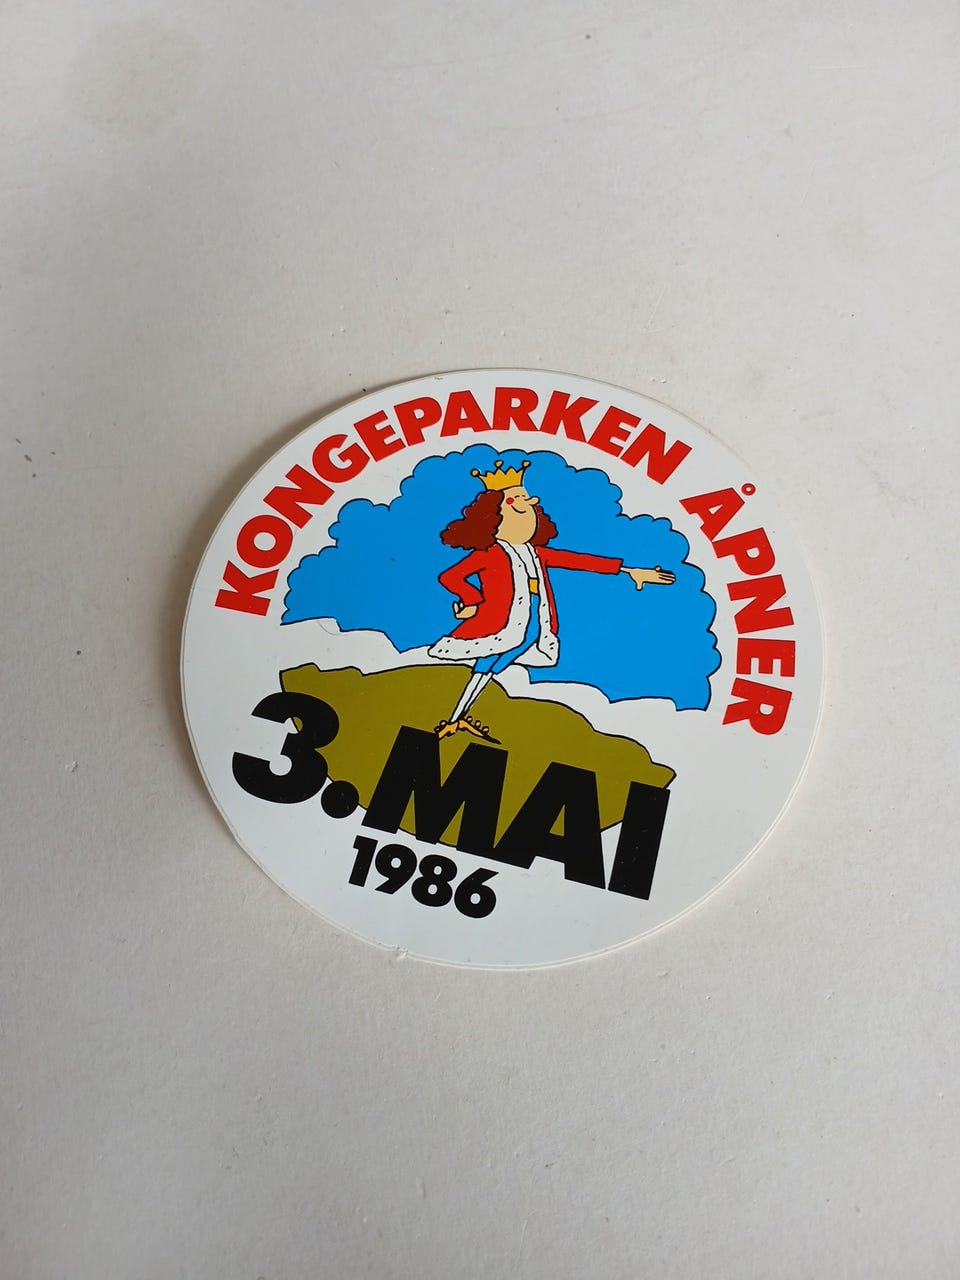 KONGEPARKEN ÅPNER
3. MAI
1986